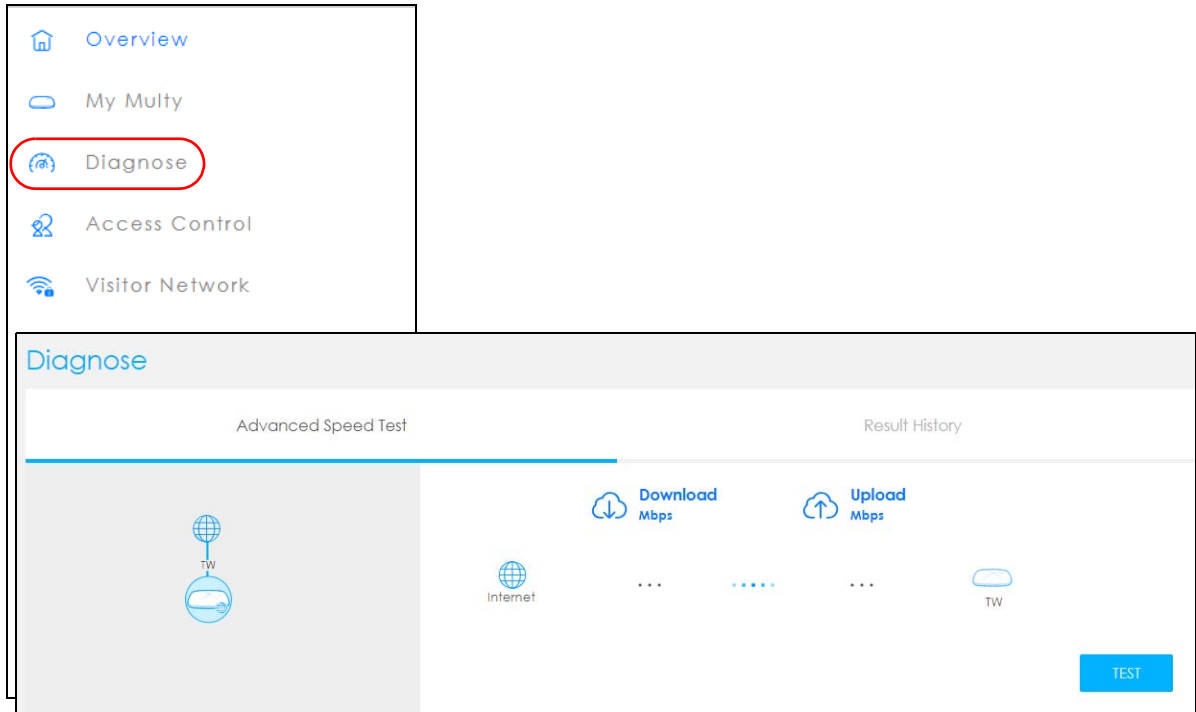 Overview
My Multy
Diagnose
Access Control
Visitor Network
Diagnose
Advanced Speed Test
Result History
TW
Download
Mbps
Upload
Mbps
Internet
...
...
TW
TEST